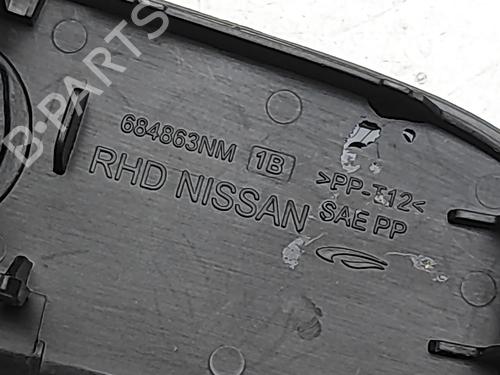 B-PARTS
684863NM 1B
>PP-T12<
RHD NISSAN
SAE PP